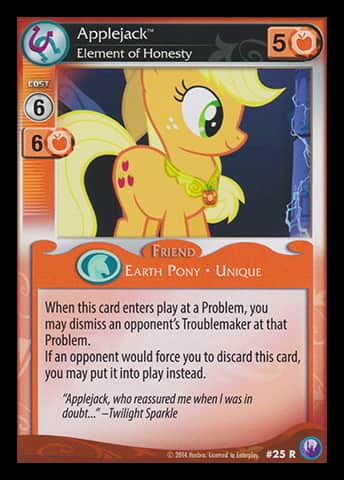 Applejack™
Element of Honesty
5
COST
6
6
FRIEND
EARTH PONY • UNIQUE
When this card enters play at a Problem, you
may dismiss an opponent's Troublemaker at that
Problem.
If an opponent would force you to discard this card,
you may put it into play instead.
"Applejack, who reassured me when I was in
doubt..." –Twilight Sparkle
© 2014 Hasbro. Licensed to Enterplay.
#25 R